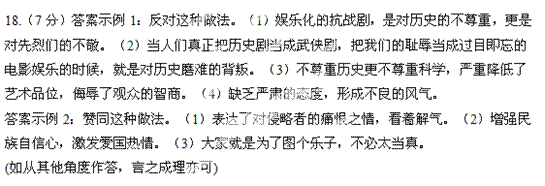 18.（7分）答案示例1：反对这种做法。（1）娱乐化的抗战剧，是对历史的不尊重，更是
对先烈们的不敬。（2）当人们真正把历史剧当成武侠剧，把我们的耻辱当成过目即忘的
电影娱乐的时候，就是对历史磨难的背叛。（3）不尊重历史更不尊重科学，严重降低了
艺术品位，侮辱了观众的智商。（4）缺乏严肃的态度，形成不良的风气。
答案示例2：赞同这种做法。（1）表达了对侵略者的痛恨之情，看着解气。（2）增强民
族自信心，激发爱国热情。（3）大家就是为了图个乐子，不必太当真。
(如从其他角度作答，言之成理亦可)